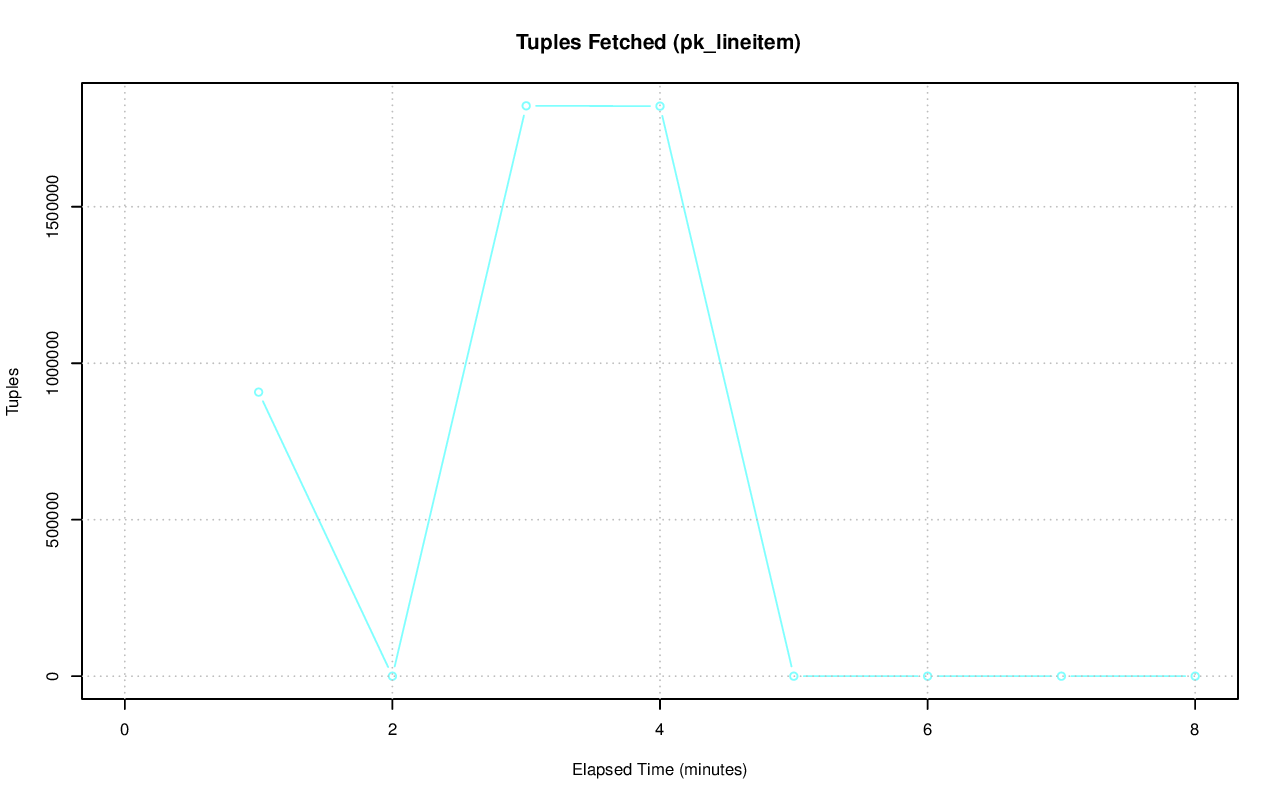 Tuples Fetched (pk_lineitem)
Tuples
1500000
1000000
500000
0
0 2 4 6 8
Elapsed Time (minutes)